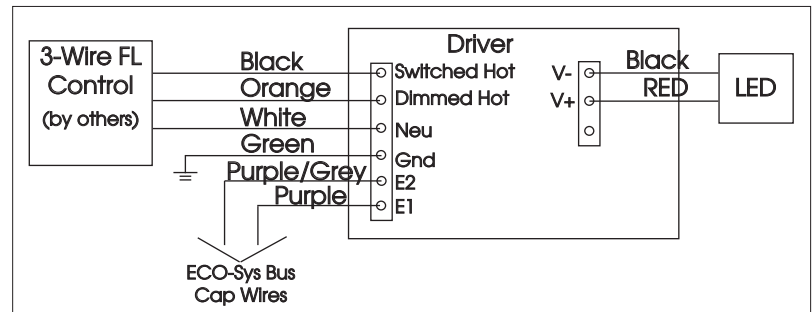 3-Wire FL
Control
(by others)
Black
Orange
White
Green
Purple/Grey
Purple
Driver
Switched Hot
Dimmed Hot
Neu
Gnd
E2
E1
V-
V+
Black
RED
LED
ECO-Sys Bus
Cap Wires